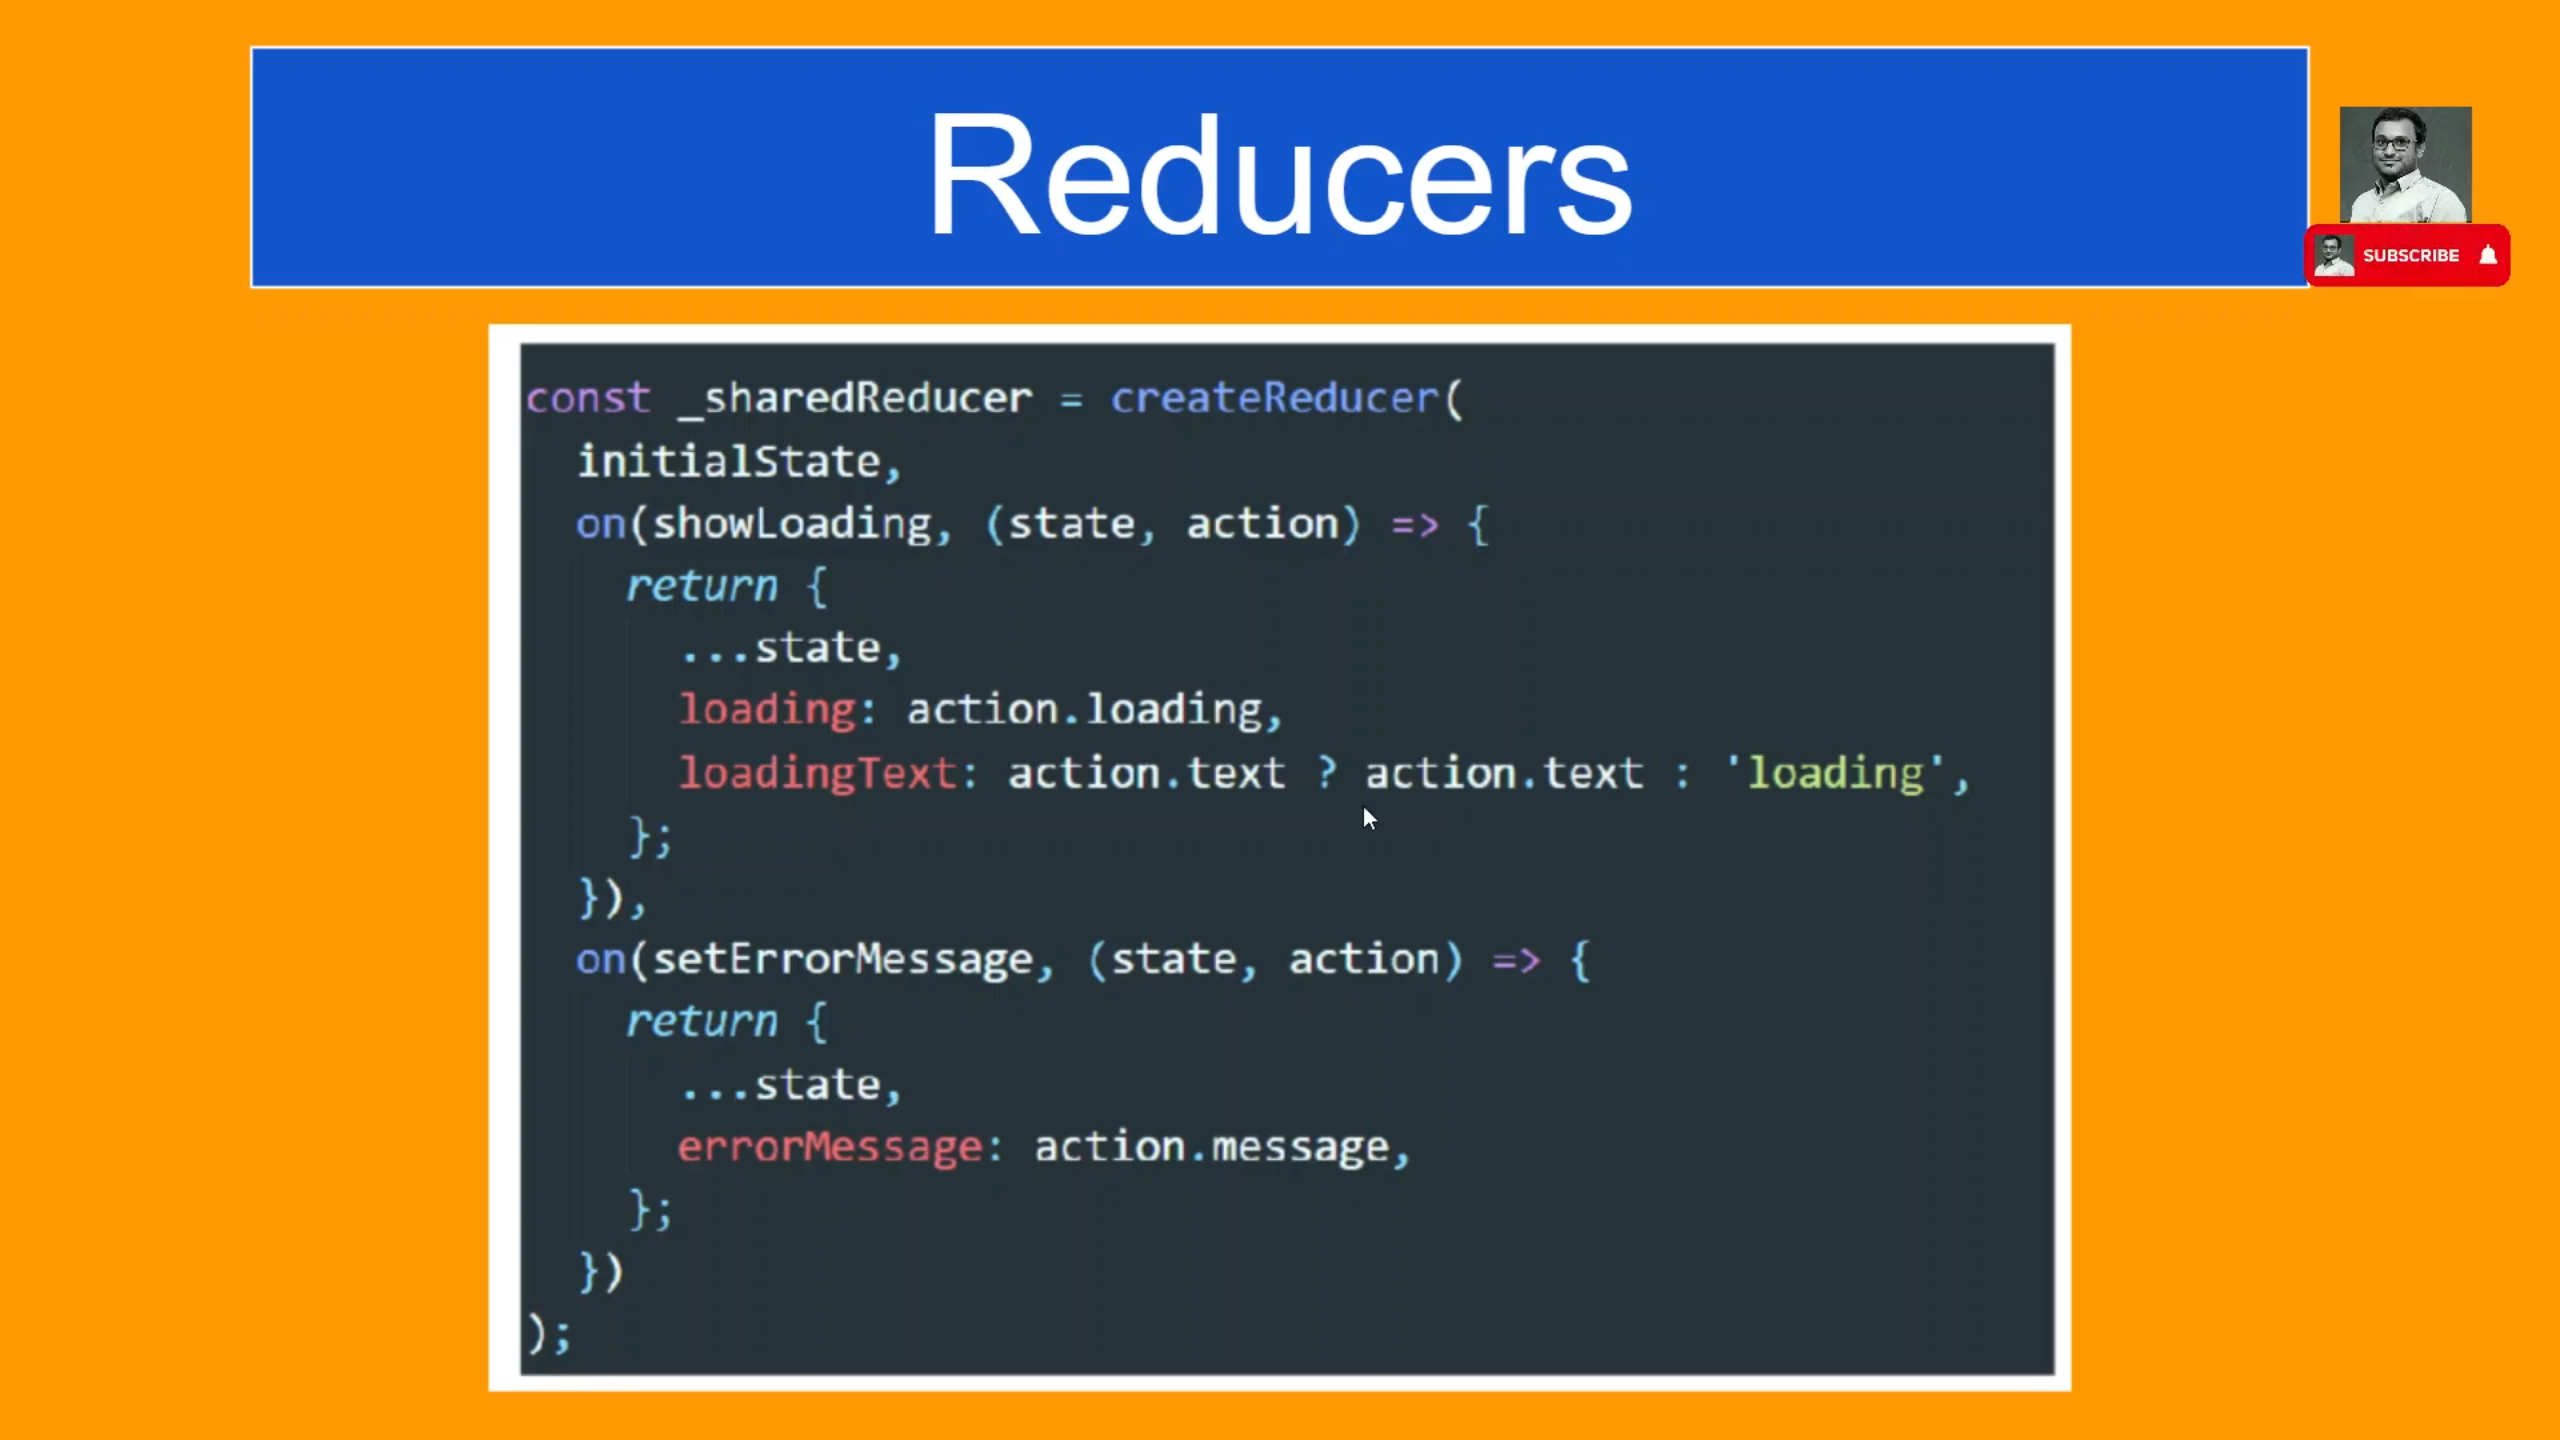 Reducers
SUBSCRIBE
const _sharedReducer = createReducer(
  initialState,
  on(showLoading, (state, action) => {
    return {
      ...state,
      loading: action.loading,
      loadingText: action.text ? action.text : 'loading',
    };
  }),
  on(setErrorMessage, (state, action) => {
    return {
      ...state,
      errorMessage: action.message,
    };
  })
);